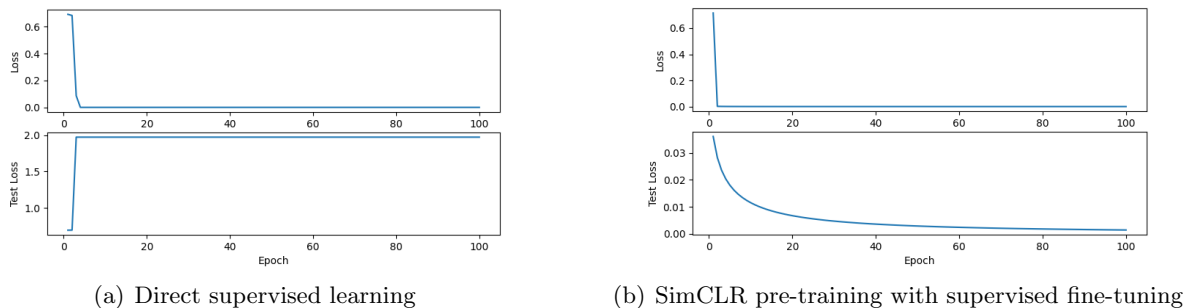 0.6
0.4
0.2
0.0
Loss
0 20 40 60 80 100
2.0
1.5
1.0
Test Loss
0 20 40 60 80 100
Epoch
(a) Direct supervised learning
0.6
0.4
0.2
0.0
Loss
0 20 40 60 80 100
0.03
0.02
0.01
0.00
Test Loss
0 20 40 60 80 100
Epoch
(b) SimCLR pre-training with supervised fine-tuning